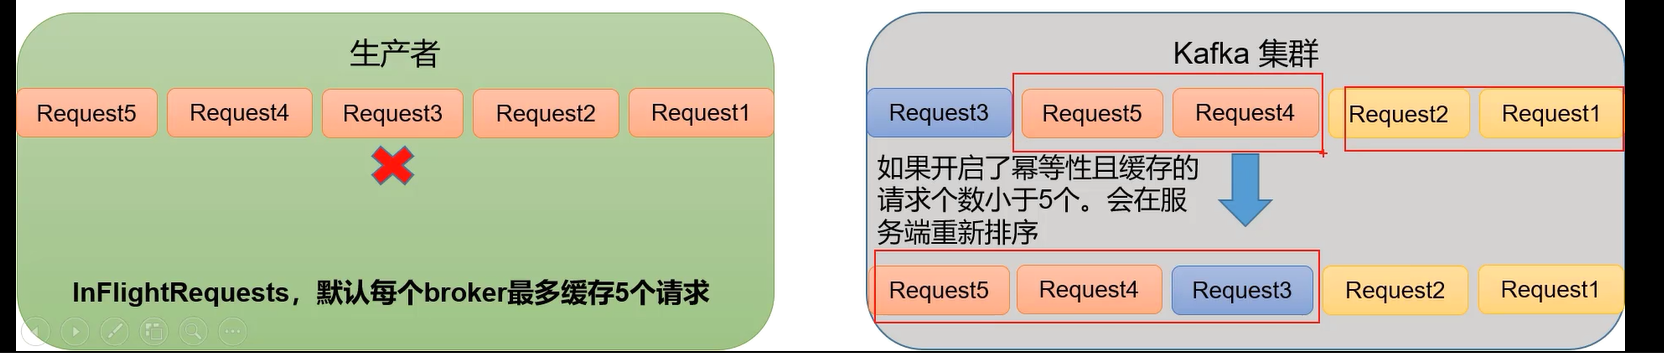 生产者
Request5 Request4 Request3 Request2 Request1
InFlightRequests，默认每个broker最多缓存5个请求
Kafka 集群
Request3 Request5 Request4 Request2 Request1
如果开启了幂等性且缓存的
请求个数小于5个。会在服
务端重新排序
Request5 Request4 Request3 Request2 Request1